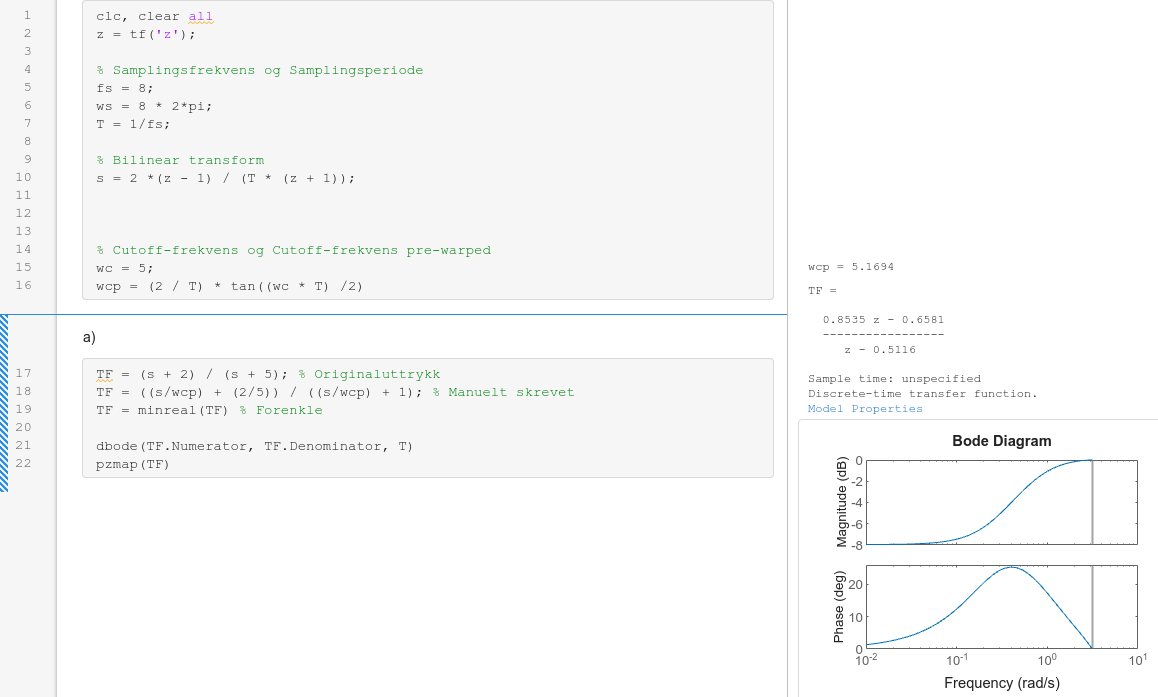 1 clc, clear all
2 z = tf('z');
3
4 % Samplingsfrekvens og Samplingsperiode
5 fs = 8;
6 ws = 8 * 2*pi;
7 T = 1/fs;
8
9 % Bilinear transform
10 s = 2 *(z - 1) / (T * (z + 1));
11
12
13
14 % Cutoff-frekvens og Cutoff-frekvens pre-warped
15 wc = 5;
16 wcp = (2 / T) * tan((wc * T) /2)
a)
17 TF = (s + 2) / (s + 5); % Originaluttrykk
18 TF = ((s/wcp) + (2/5)) / ((s/wcp) + 1); % Manuelt skrevet
19 TF = minreal(TF) % Forenkle
20
21 dbode(TF.Numerator, TF.Denominator, T)
22 pzmap(TF)
wcp = 5.1694
TF =
0.8535 z - 0.6581
-----------------
z - 0.5116
Sample time: unspecified
Discrete-time transfer function.
Model Properties
Bode Diagram
Magnitude (dB)
0
-2
-4
-6
-8
Phase (deg)
20
10
0
10-2 10-1 100 101
Frequency (rad/s)